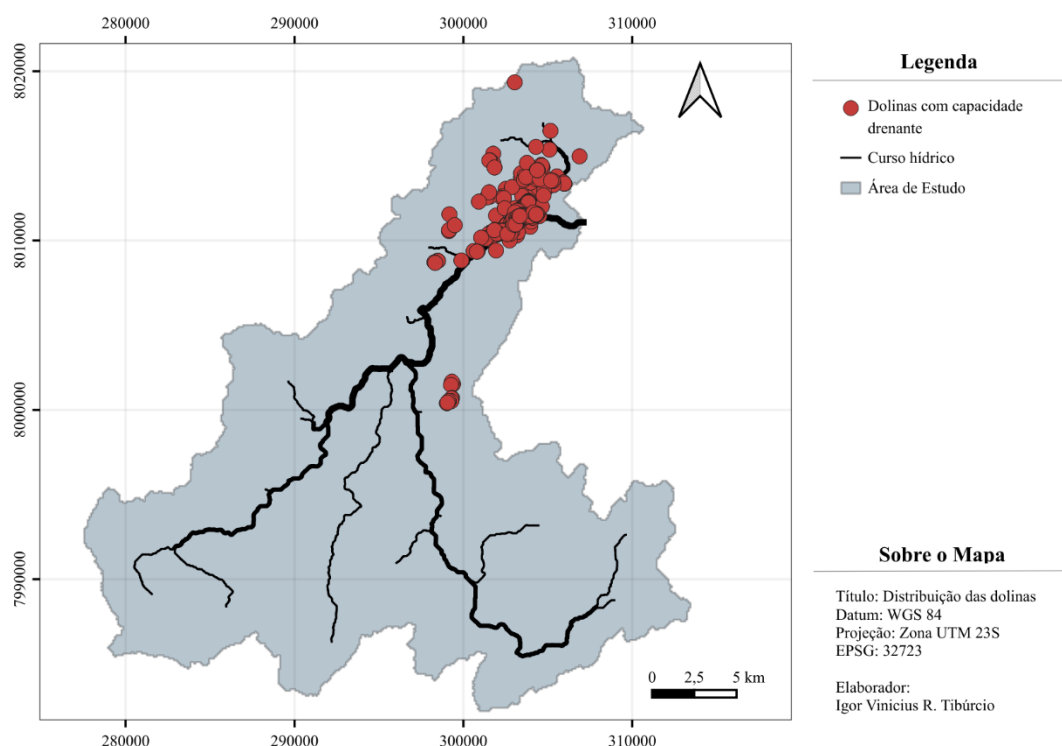 280000 290000 300000 310000
8020000
8010000
8000000
7990000
280000 290000 300000 310000
0 2,5 5 km
Legenda
Dolinas com capacidade
drenante
Curso hídrico
Área de Estudo
Sobre o Mapa
Título: Distribuição das dolinas
Datum: WGS 84
Projeção: Zona UTM 23S
EPSG: 32723
Elaborador:
Igor Vinicius R. Tibúrcio